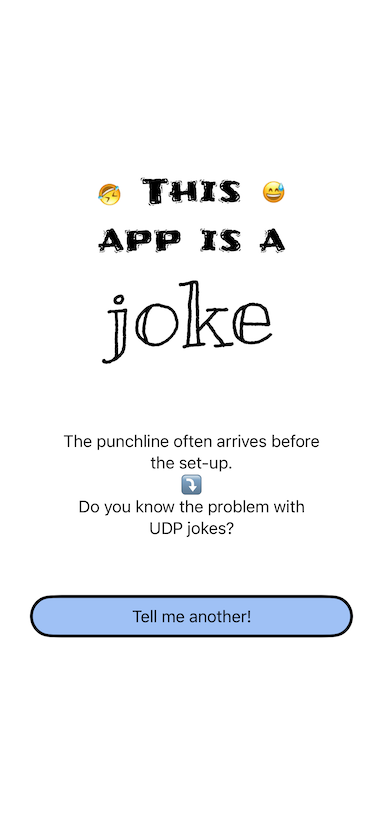 This
app is a
joke
The punchline often arrives before
the set-up.
Do you know the problem with
UDP jokes?
Tell me another!